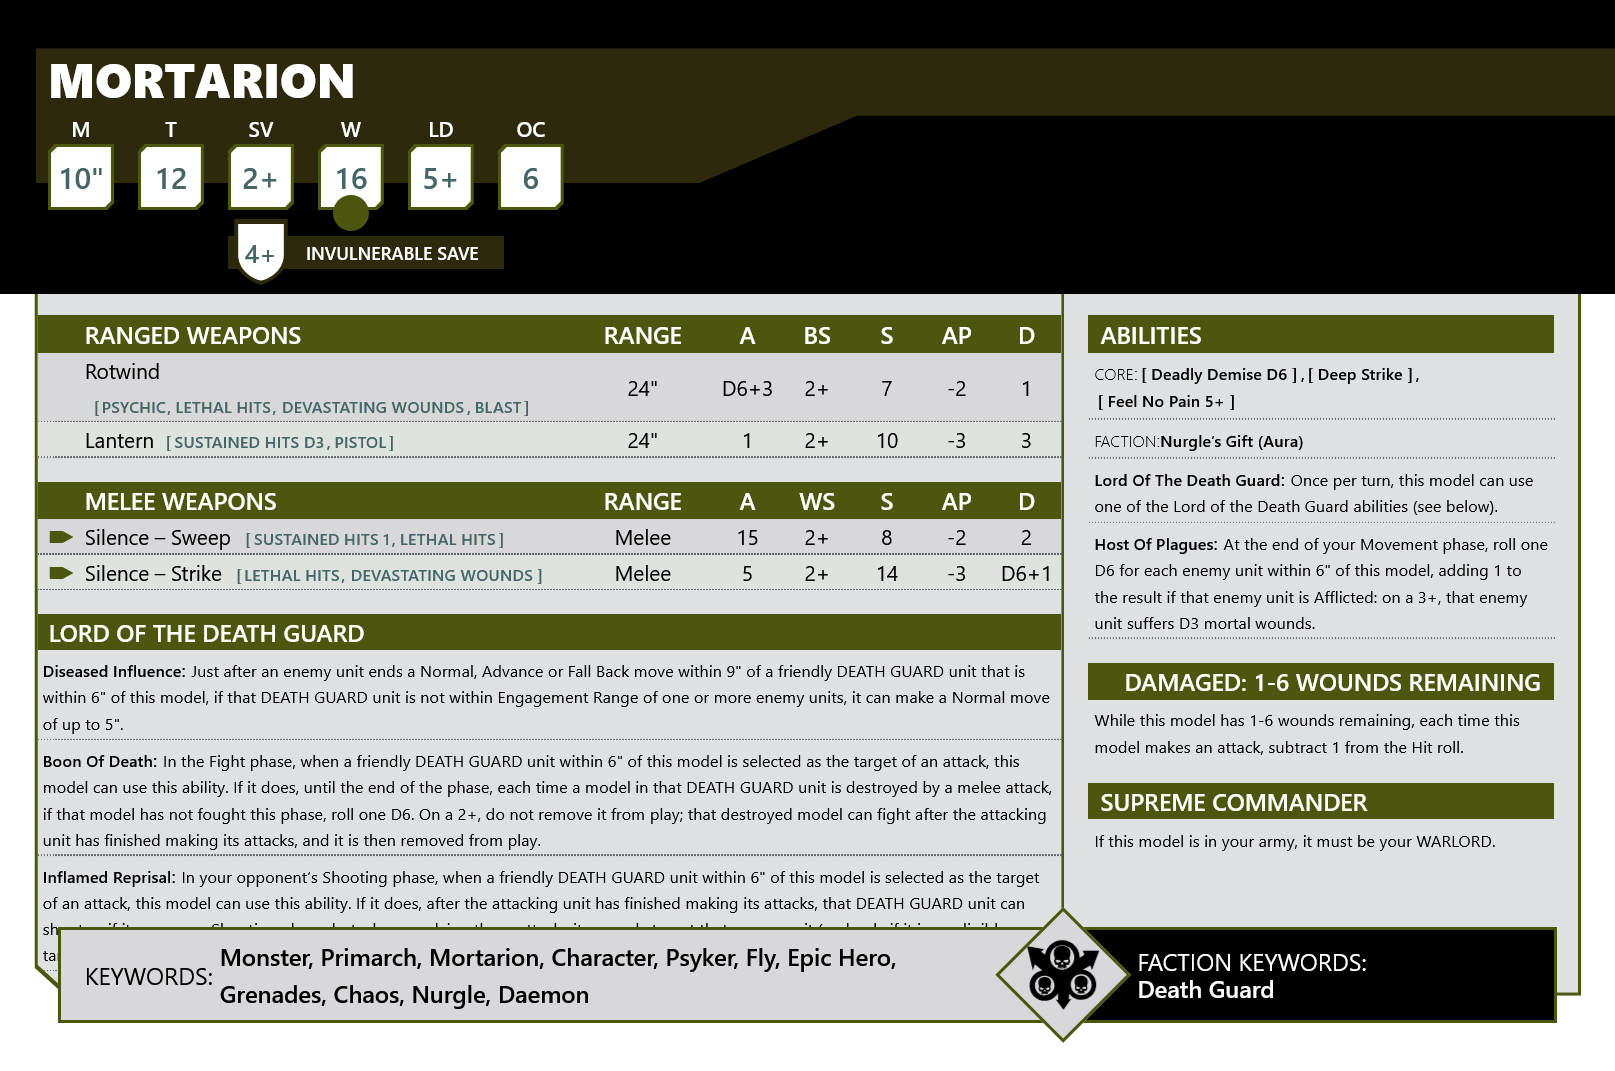 MORTARION
M T SV W LD OC
10" 12 2+ 16 5+ 6
4+ INVULNERABLE SAVE
RANGED WEAPONS RANGE A BS S AP D
Rotwind
[PSYCHIC, LETHAL HITS, DEVASTATING WOUNDS, BLAST] 24" D6+3 2+ 7 -2 1
Lantern [SUSTAINED HITS D3, PISTOL] 24" 1 2+ 10 -3 3
MELEE WEAPONS RANGE A WS S AP D
Silence – Sweep [SUSTAINED HITS 1, LETHAL HITS] Melee 15 2+ 8 -2 2
Silence – Strike [LETHAL HITS, DEVASTATING WOUNDS] Melee 5 2+ 14 -3 D6+1
LORD OF THE DEATH GUARD
Diseased Influence: Just after an enemy unit ends a Normal, Advance or Fall Back move within 9" of a friendly DEATH GUARD unit that is
within 6" of this model, if that DEATH GUARD unit is not within Engagement Range of one or more enemy units, it can make a Normal move
of up to 5".
Boon Of Death: In the Fight phase, when a friendly DEATH GUARD unit within 6" of this model is selected as the target of an attack, this
model can use this ability. If it does, until the end of the phase, each time a model in that DEATH GUARD unit is destroyed by a melee attack,
if that model has not fought this phase, roll one D6. On a 2+, do not remove it from play; that destroyed model can fight after the attacking
unit has finished making its attacks, and it is then removed from play.
Inflamed Reprisal: In your opponent's Shooting phase, when a friendly DEATH GUARD unit within 6" of this model is selected as the target
of an attack, this model can use this ability. If it does, after the attacking unit has finished making its attacks, that DEATH GUARD unit can
ABILITIES
CORE: [ Deadly Demise D6 ] , [ Deep Strike ] ,
[ Feel No Pain 5+ ]
FACTION:Nurgle's Gift (Aura)
Lord Of The Death Guard: Once per turn, this model can use
one of the Lord of the Death Guard abilities (see below).
Host Of Plagues: At the end of your Movement phase, roll one
D6 for each enemy unit within 6" of this model, adding 1 to
the result if that enemy unit is Afflicted: on a 3+, that enemy
unit suffers D3 mortal wounds.
DAMAGED: 1-6 WOUNDS REMAINING
While this model has 1-6 wounds remaining, each time this
model makes an attack, subtract 1 from the Hit roll.
SUPREME COMMANDER
If this model is in your army, it must be your WARLORD.
KEYWORDS: Monster, Primarch, Mortarion, Character, Psyker, Fly, Epic Hero,
Grenades, Chaos, Nurgle, Daemon
FACTION KEYWORDS:
Death Guard